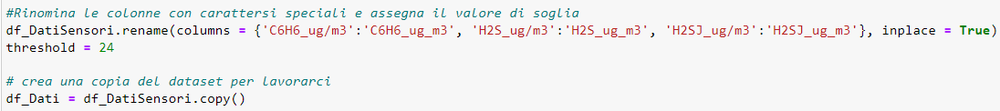 #Rinomina le colonne con carattersi speciali e assegna il valore di soglia
df_DatiSensori.rename(columns = {'C6H6_ug/m3':'C6H6_ug_m3', 'H2S_ug/m3':'H2S_ug_m3', 'H2SJ_ug/m3':'H2SJ_ug_m3'}, inplace = True)
threshold = 24
# crea una copia del dataset per lavorarci
df_Dati = df_DatiSensori.copy()